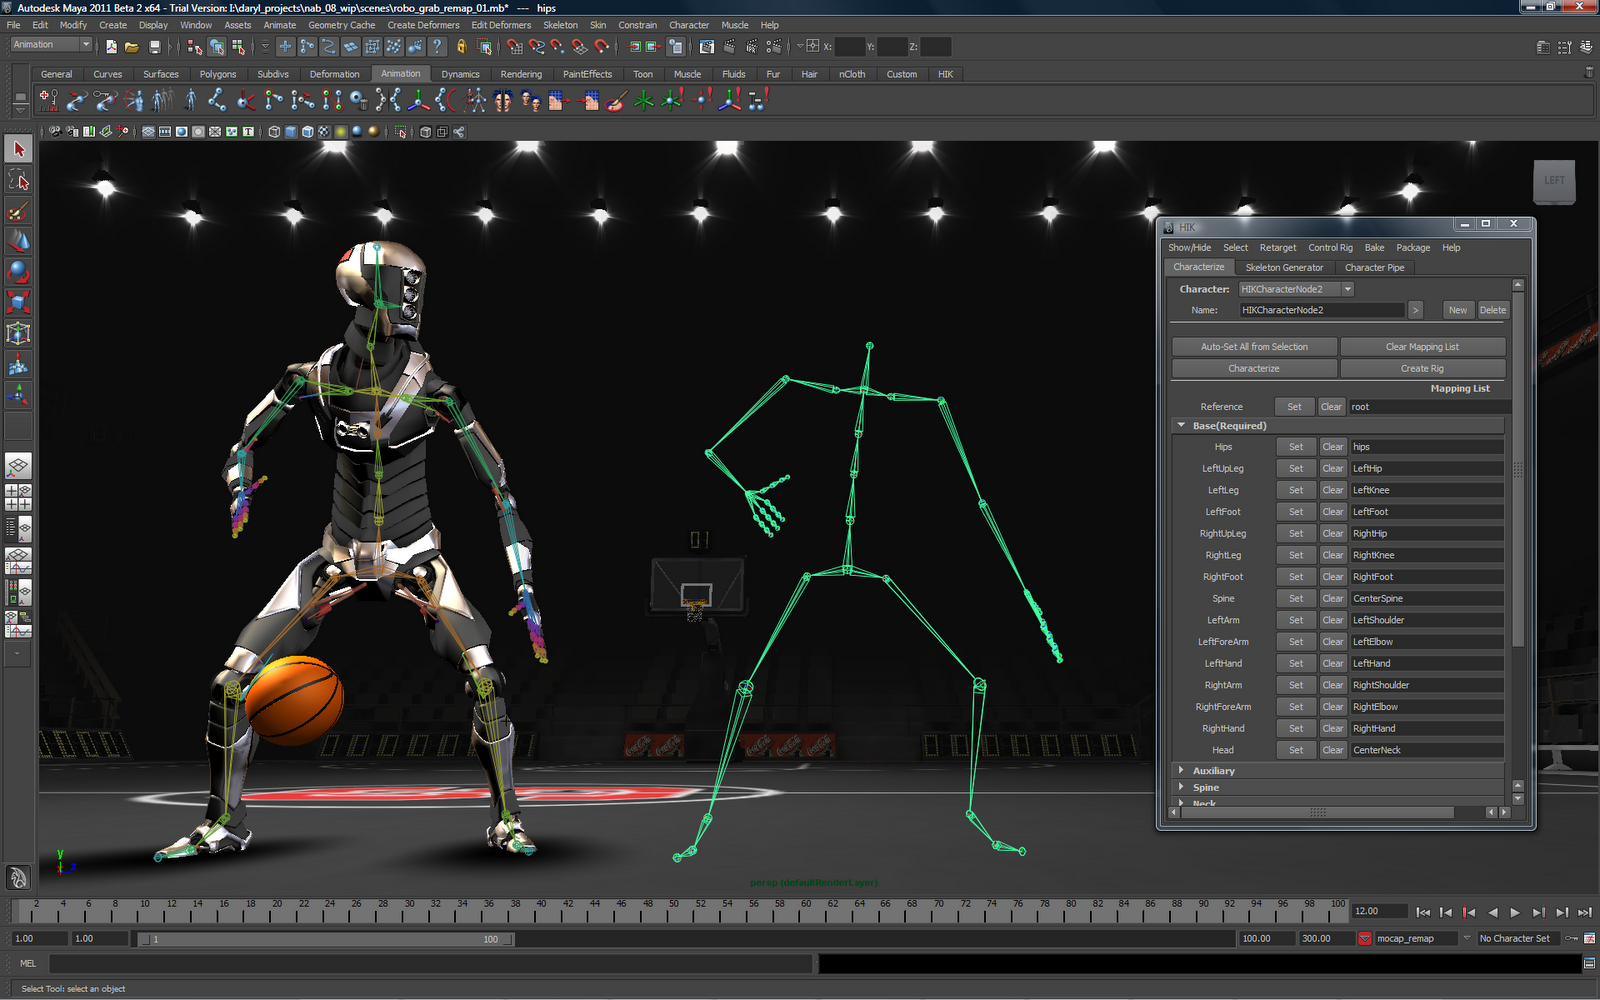 Autodesk Maya 2011 Beta 2 x64 - Trial Version: I:\daryl_projects\nab_08_wip\scenes\robo_grab_remap_01.mb*  ---  hips
File Edit Modify Create Display Window Assets Animate Geometry Cache Create Deformers Edit Deformers Skeleton Skin Constrain Character Muscle Help
Animation X: Y: Z:
General Curves Surfaces Polygons Subdivs Deformation Animation Dynamics Rendering PaintEffects Toon Muscle Fluids Fur Hair nCloth Custom HIK
LEFT
HIK
Show/Hide Select Retarget Control Rig Bake Package Help
Characterize Skeleton Generator Character Pipe
Character: HIKCharacterNode2
Name: HIKCharacterNode2 > New Delete
Auto-Set All from Selection Clear Mapping List
Characterize Create Rig
Mapping List
Reference Set Clear root
Base(Required)
Hips Set Clear hips
LeftUpLeg Set Clear LeftHip
LeftLeg Set Clear LeftKnee
LeftFoot Set Clear LeftFoot
RightUpLeg Set Clear RightHip
RightLeg Set Clear RightKnee
RightFoot Set Clear RightFoot
Spine Set Clear CenterSpine
LeftArm Set Clear LeftShoulder
LeftForeArm Set Clear LeftElbow
LeftHand Set Clear LeftHand
RightArm Set Clear RightShoulder
RightForeArm Set Clear RightElbow
RightHand Set Clear RightHand
Head Set Clear CenterNeck
Auxiliary
Spine
Neck
Coca-Cola Coca-Cola Coca-Cola
y
z
persp (defaultRenderLayer)
2 4 6 8 10 12 14 16 18 20 22 24 26 28 30 32 34 36 38 40 42 44 46 48 50 52 54 56 58 60 62 64 66 68 70 72 74 76 78 80 82 84 86 88 90 92 94 96 98 100 12.00
1.00 1.00 1 100 100.00 300.00 mocap_remap No Character Set
MEL
Select Tool: select an object